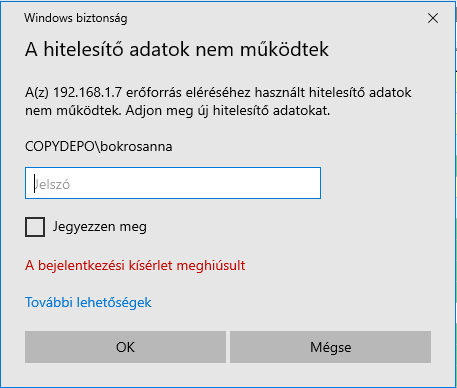 Windows biztonság
A hitelesítő adatok nem működtek
A(z) 192.168.1.7 erőforrás eléréséhez használt hitelesítő adatok
nem működtek. Adjon meg új hitelesítő adatokat.
COPYDEPO\bokrosanna
Jelszó
Jegyezzen meg
A bejelentkezési kísérlet meghiúsult
További lehetőségek
OK
Mégse